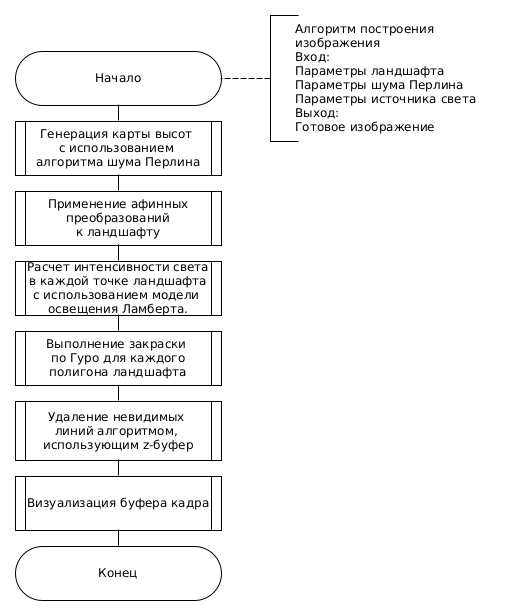 Алгоритм построения
изображения
Вход:
Параметры ландшафта
Параметры шума Перлина
Параметры источника света
Выход:
Готовое изображение
Начало
Генерация карты высот
с использованием
алгоритма шума Перлина
Применение афинных
преобразований
к ландшафту
Расчет интенсивности света
в каждой точке ландшафта
с использованием модели
освещения Ламберта.
Выполнение закраски
по Гуро для каждого
полигона ландшафта
Удаление невидимых
линий алгоритмом,
использующим z-буфер
Визуализация буфера кадра
Конец